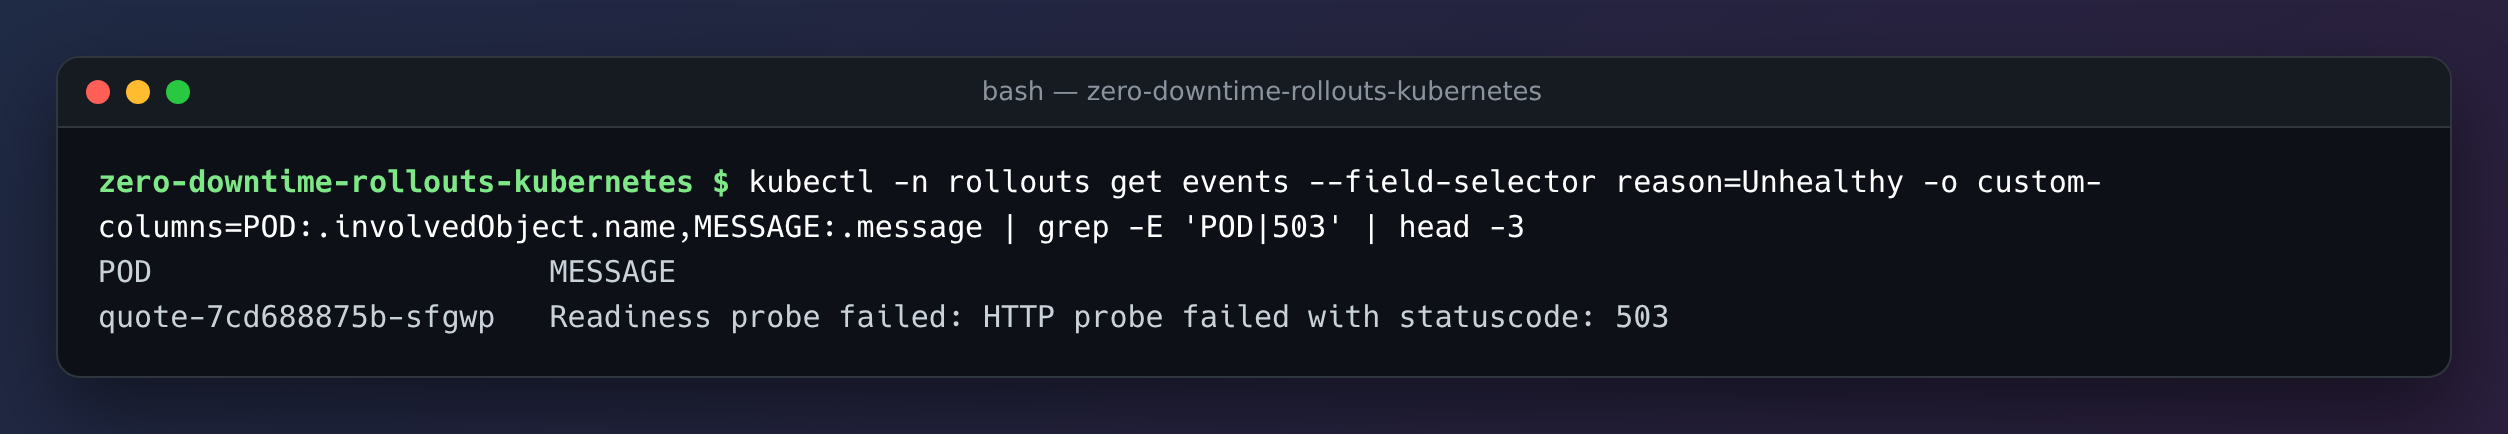 bash — zero-downtime-rollouts-kubernetes
zero-downtime-rollouts-kubernetes $ kubectl -n rollouts get events --field-selector reason=Unhealthy -o custom-
columns=POD:.involvedObject.name,MESSAGE:.message | grep -E 'POD|503' | head -3
POD                      MESSAGE
quote-7cd688875b-sfgwp   Readiness probe failed: HTTP probe failed with statuscode: 503